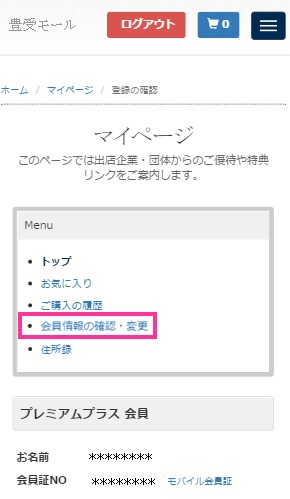 豊受モール
ログアウト
0
ホーム / マイページ / 登録の確認
マイページ
このページでは出店企業・団体からのご優待や特典
リンクをご案内します。
Menu
トップ
お気に入り
ご購入の履歴
会員情報の確認・変更
住所録
プレミアムプラス 会員
お名前 ********
会員証NO ******** モバイル会員証